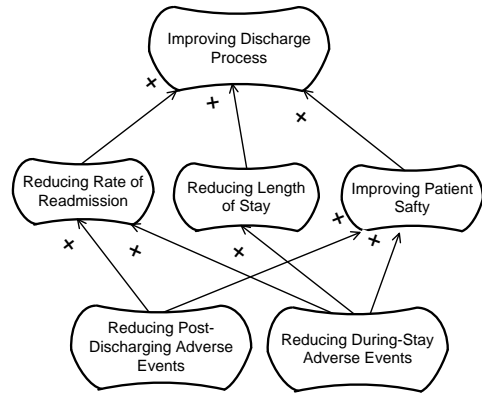 Improving Discharge
Process
+
+
+
Reducing Rate of
Readmission
Reducing Length
of Stay
Improving Patient
Safty
+
+
+
+
+
Reducing Post-
Discharging Adverse
Events
Reducing During-Stay
Adverse Events